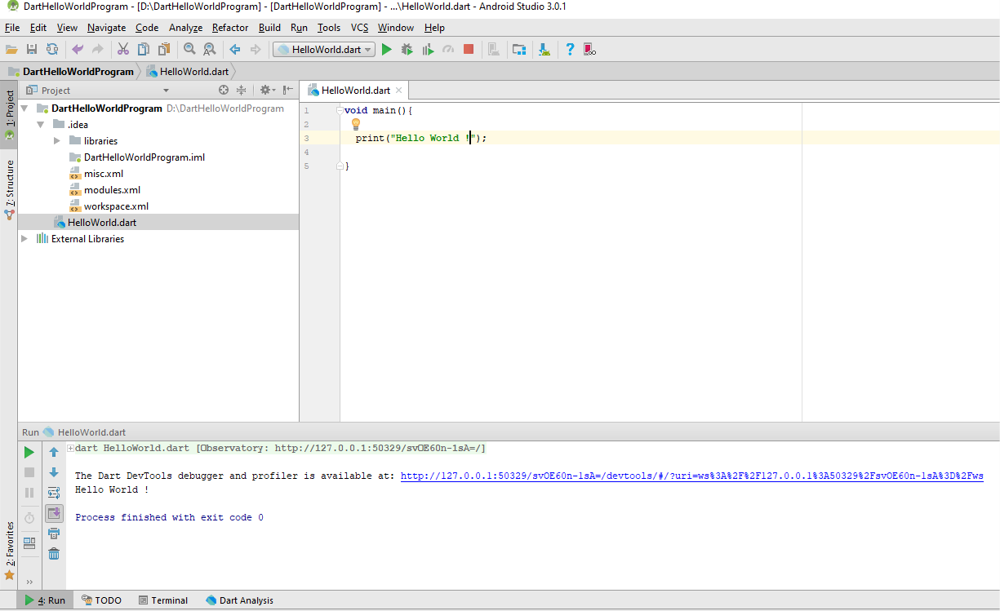 DartHelloWorldProgram - [D:\DartHelloWorldProgram] - [DartHelloWorldProgram] - ...\HelloWorld.dart - Android Studio 3.0.1
File Edit View Navigate Code Analyze Refactor Build Run Tools VCS Window Help
HelloWorld.dart
DartHelloWorldProgram HelloWorld.dart
1: Project
7: Structure
2: Favorites
Project
DartHelloWorldProgram D:\DartHelloWorldProgram
.idea
libraries
DartHelloWorldProgram.iml
misc.xml
modules.xml
workspace.xml
HelloWorld.dart
External Libraries
HelloWorld.dart
1 void main(){
2
3 print("Hello World !");
4
5 }
Run HelloWorld.dart
dart HelloWorld.dart [Observatory: http://127.0.0.1:50329/svOE60n-1sA=/]
The Dart DevTools debugger and profiler is available at: http://127.0.0.1:50329/svOE60n-1sA=/devtools/#/?uri=ws%3A%2F%2F127.0.0.1%3A50329%2FsvOE60n-1sA%3D%2Fws
Hello World !
Process finished with exit code 0
4: Run TODO Terminal Dart Analysis